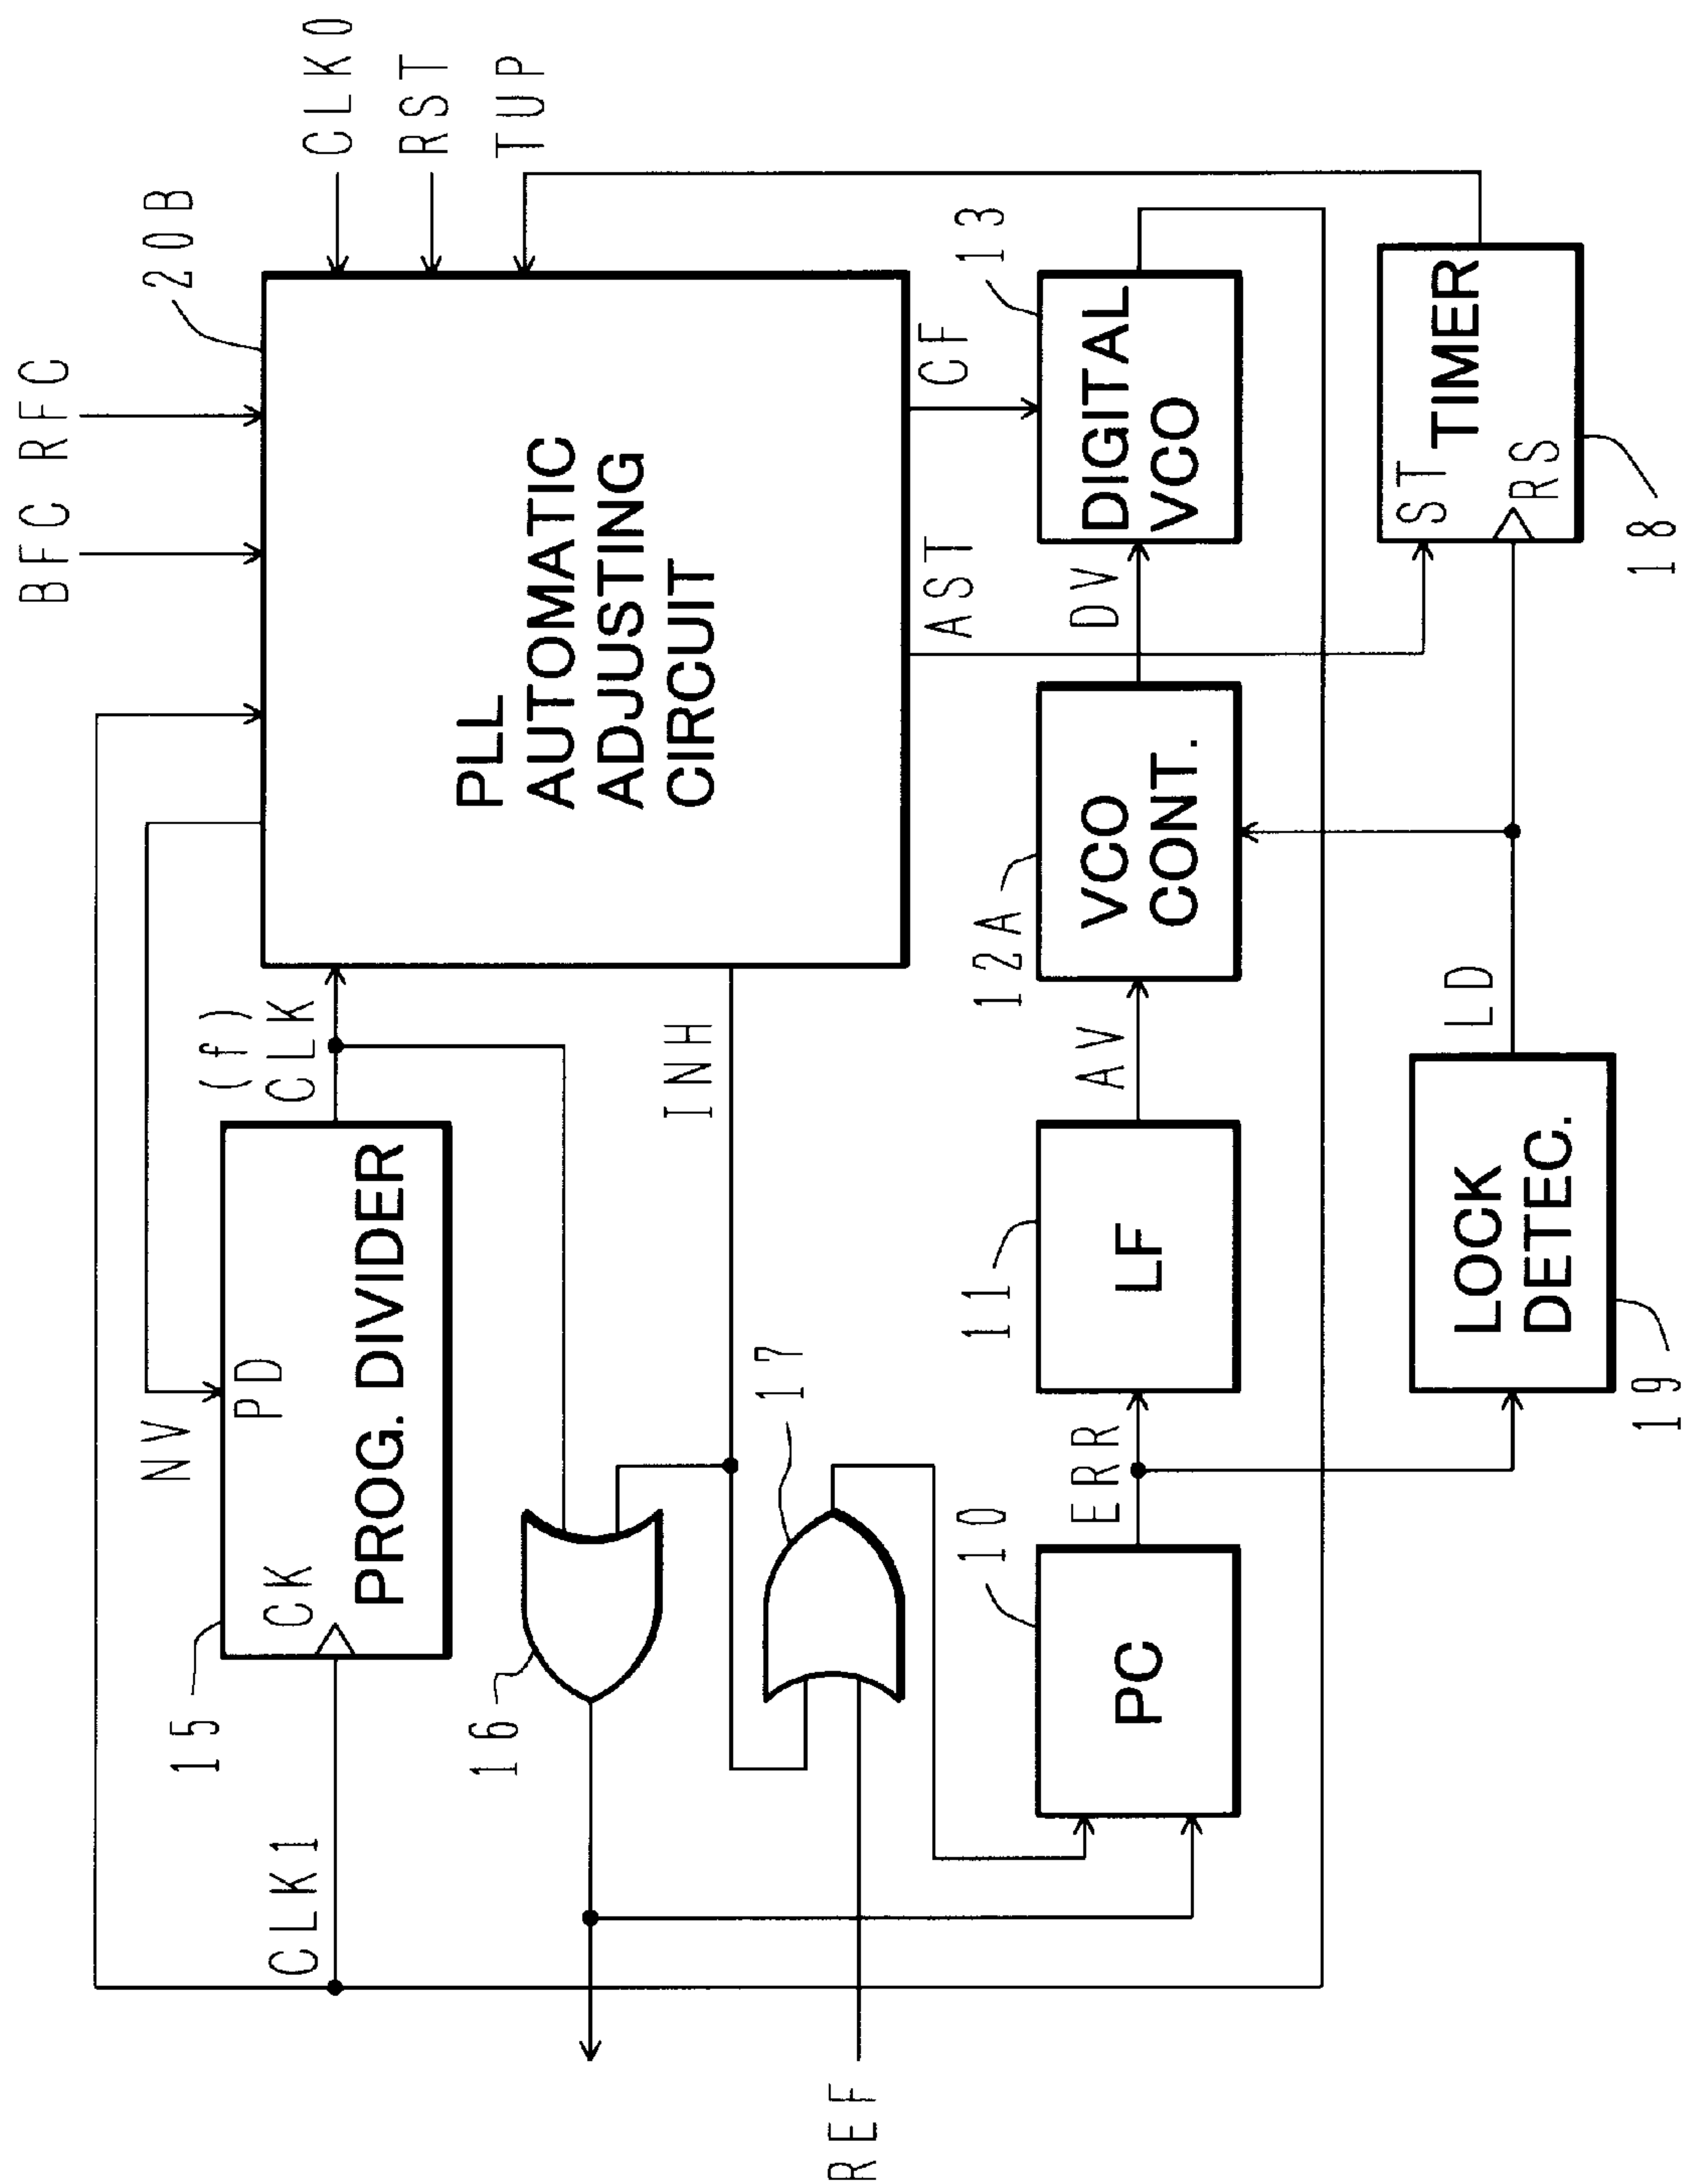 BFC RFC
20B
CLK0
RST
TUP
NV
PD
CK
PROG. DIVIDER
15
CLK1
(f)
CLK
PLL
AUTOMATIC
ADJUSTING
CIRCUIT
16
INH
17
AST
CF
REF
10
PC
ERR
11
LF
AV
12A
VCO
CONT.
DV
13
DIGITAL
VCO
LOCK
DETEC.
19
LD
ST
TIMER
RS
18